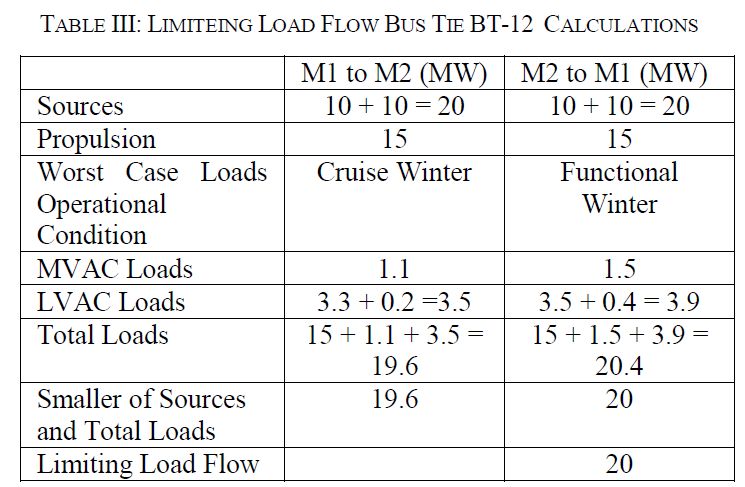 TABLE III: LIMITEING LOAD FLOW BUS TIE BT-12 CALCULATIONS
M1 to M2 (MW) M2 to M1 (MW)
Sources 10 + 10 = 20 10 + 10 = 20
Propulsion 15 15
Worst Case Loads Cruise Winter Functional
Operational Winter
Condition
MVAC Loads 1.1 1.5
LVAC Loads 3.3 + 0.2 =3.5 3.5 + 0.4 = 3.9
Total Loads 15 + 1.1 + 3.5 = 15 + 1.5 + 3.9 =
19.6 20.4
Smaller of Sources 19.6 20
and Total Loads
Limiting Load Flow 20